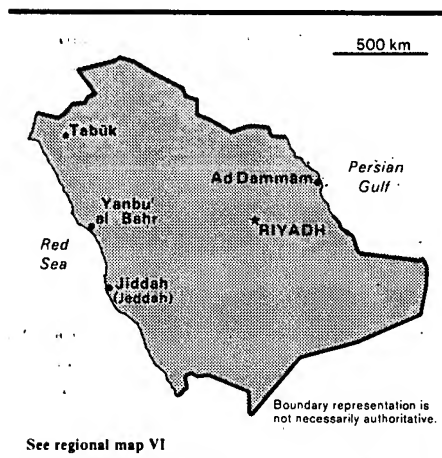 500 km
Tabūk
Ad Dammām
Persian
Gulf
Yanbu'
al Bahr
RIYADH
Red
Sea
Jiddah
(Jeddah)
Boundary representation is
not necessarily authoritative.
See regional map VI